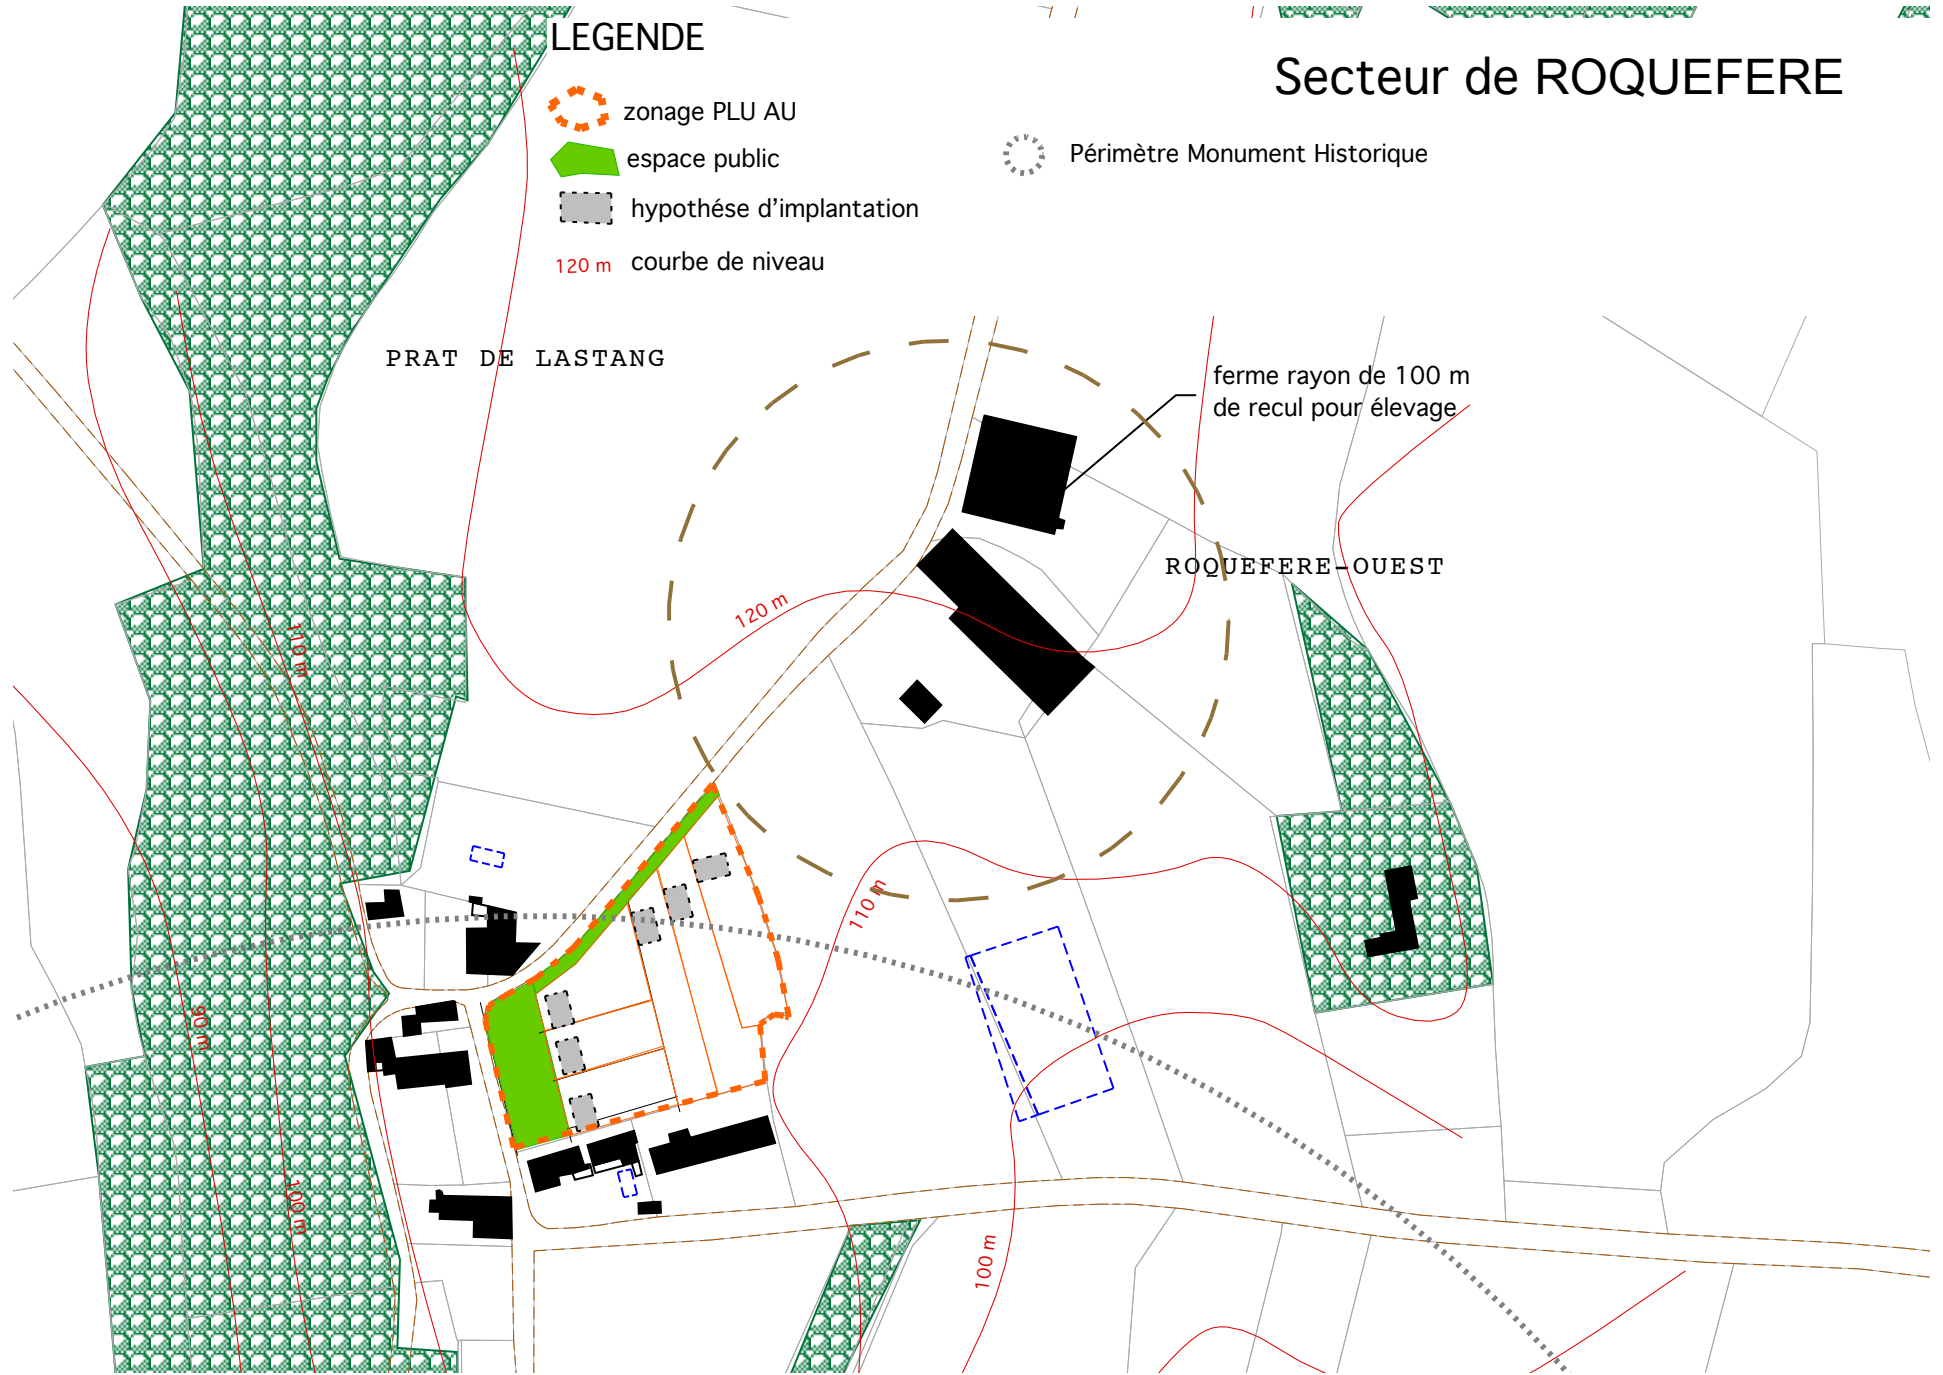 LEGENDE
Secteur de ROQUEFERE
zonage PLU AU
espace public
Périmètre Monument Historique
hypothése d'implantation
120 m courbe de niveau
PRAT DE LASTANG
ferme rayon de 100 m
de recul pour élevage
ROQUEFERE-OUEST
120 m
110 m
110 m
90 m
100 m
100 m